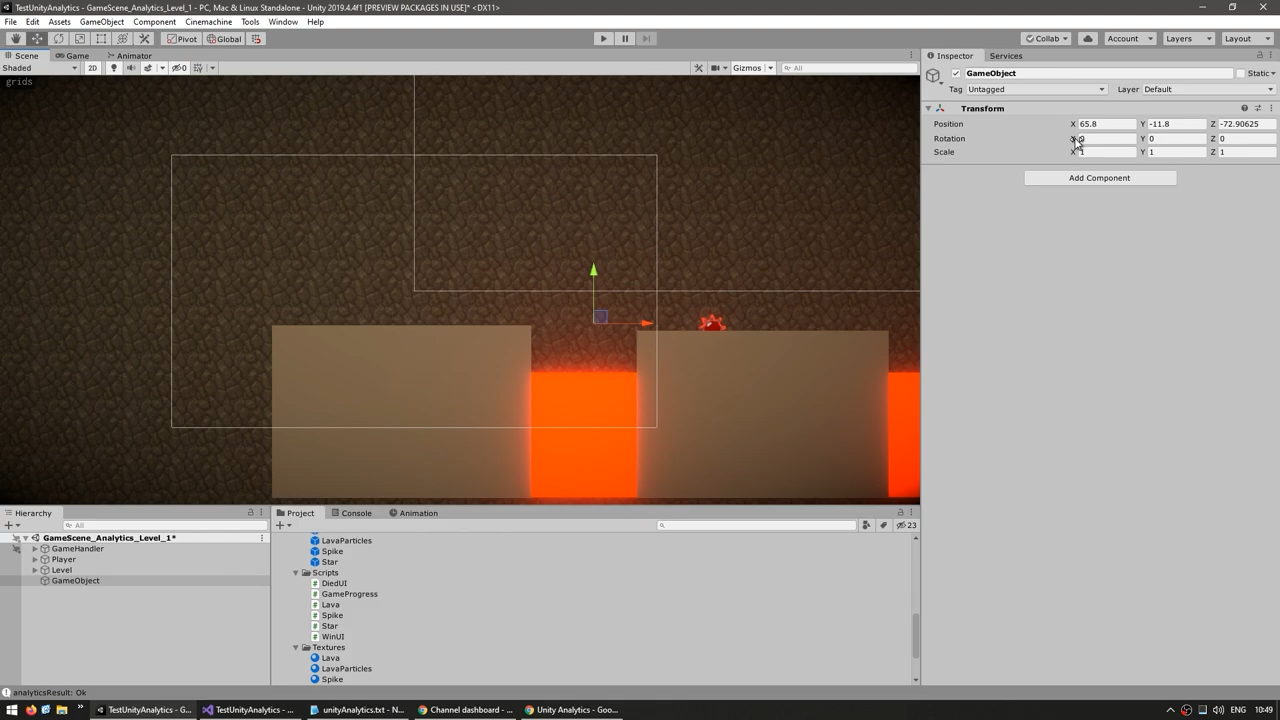 GameScene_Analytics_Level_1 - PC, Mac & Linux Standalone - Unity 2019.4.4f1 [PREVIEW PACKAGES IN USE]* <DX11>
File Edit Assets GameObject Component Cinemachine Tools Window Help
Pivot Global Collab Account Layers Layout
Scene Game Animator Inspector Services
Shaded 2D 0 Gizmos All
grids
GameObject Static
Tag Untagged Layer Default
Transform
Position X 65.8 Y -11.8 Z -72.90625
Rotation X 0 Y 0 Z 0
Scale X 1 Y 1 Z 1
Add Component
Hierarchy
All
GameScene_Analytics_Level_1*
GameHandler
Player
Level
GameObject
Project Console Animation
23
LavaParticles
Spike
Star
Scripts
DiedUI
GameProgress
Lava
Spike
Star
WinUI
Textures
Lava
LavaParticles
Spike
analyticsResult: Ok
TestUnityAnalytics - G... TestUnityAnalytics - ... unityAnalytics.txt - N... Channel dashboard - ... Unity Analytics - Goo... ENG 10:49